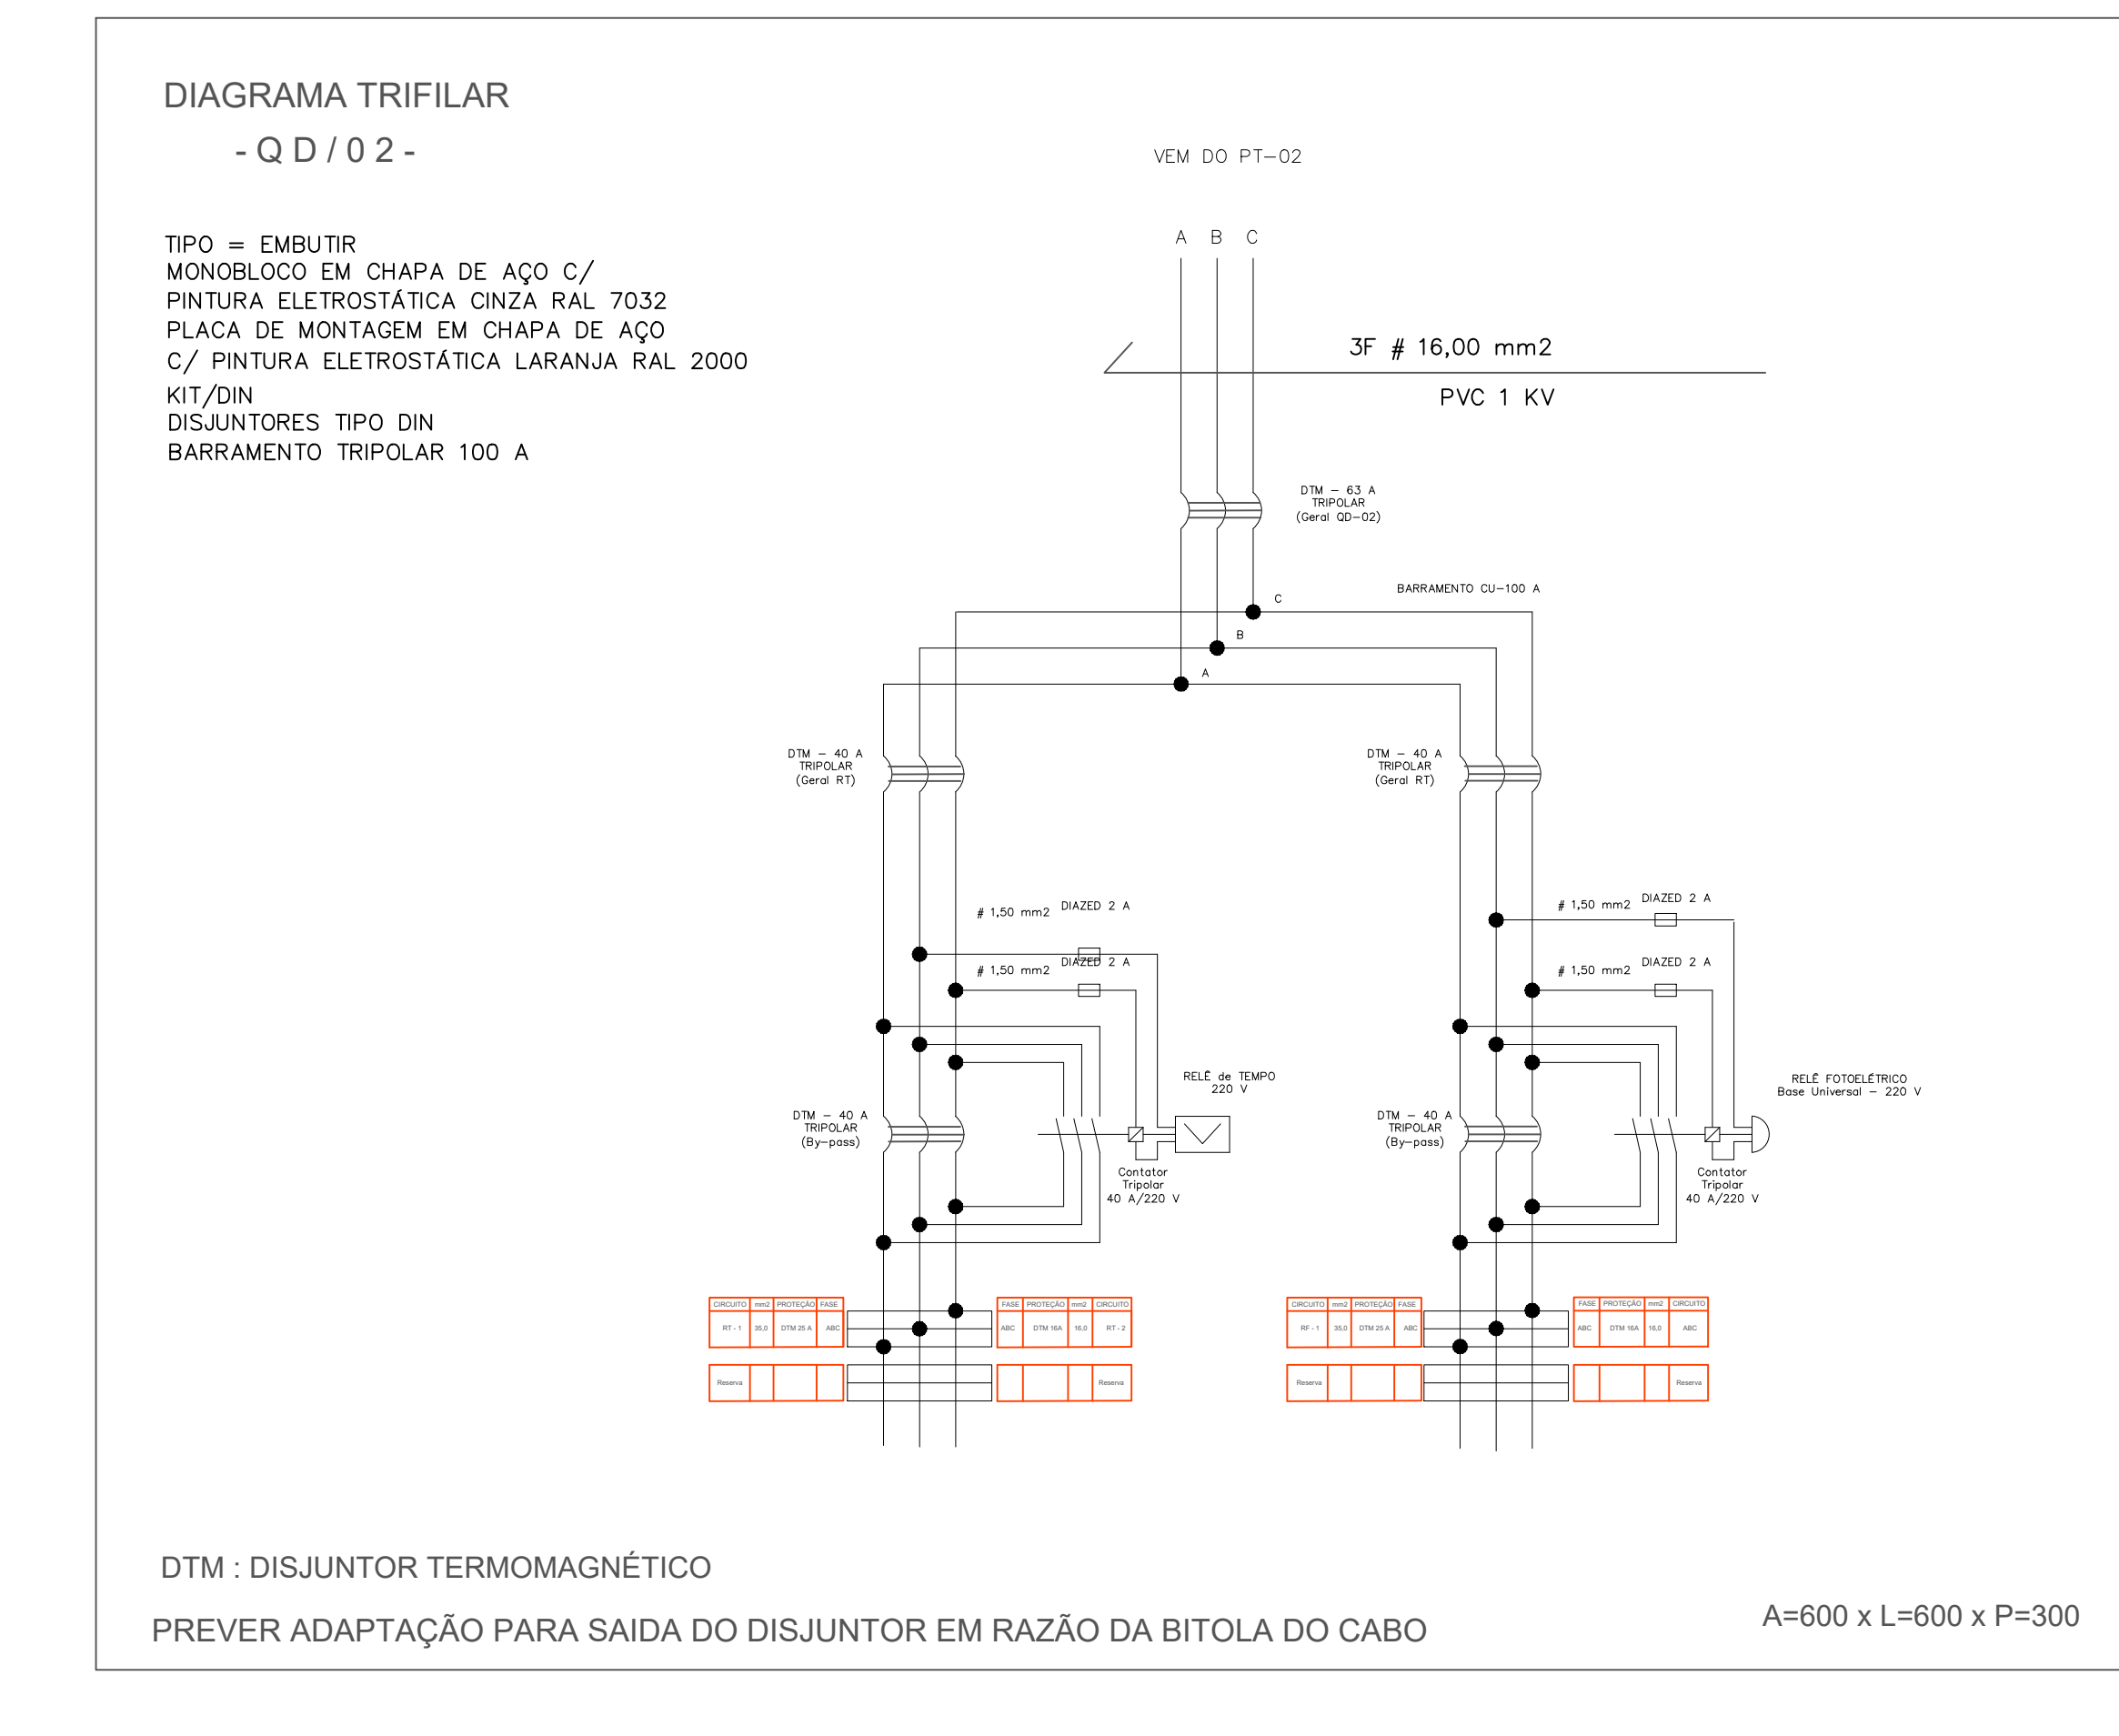 DIAGRAMA TRIFILAR
- Q D / 0 2 -
VEM DO PT-02
TIPO = EMBUTIR
MONOBLOCO EM CHAPA DE AÇO C/
PINTURA ELETROSTÁTICA CINZA RAL 7032
PLACA DE MONTAGEM EM CHAPA DE AÇO
C/ PINTURA ELETROSTÁTICA LARANJA RAL 2000
KIT/DIN
DISJUNTORES TIPO DIN
BARRAMENTO TRIPOLAR 100 A
A B C
3F # 16,00 mm2
PVC 1 KV
DTM - 63 A
TRIPOLAR
(Geral QD-02)
BARRAMENTO CU-100 A
C
B
A
DTM - 40 A
TRIPOLAR
(Geral RT)
DTM - 40 A
TRIPOLAR
(Geral RT)
# 1,50 mm2 DIAZED 2 A
# 1,50 mm2 DIAZED 2 A
# 1,50 mm2 DIAZED 2 A
# 1,50 mm2 DIAZED 2 A
RELÊ de TEMPO
220 V
RELÊ FOTOELÉTRICO
Base Universal - 220 V
DTM - 40 A
TRIPOLAR
(By-pass)
Contator
Tripolar
40 A/220 V
DTM - 40 A
TRIPOLAR
(By-pass)
Contator
Tripolar
40 A/220 V
CIRCUITO mm2 PROTEÇÃO FASE
RT - 1 35,0 DTM 25 A ABC
Reserva
FASE PROTEÇÃO mm2 CIRCUITO
ABC DTM 16A 16,0 RT - 2
Reserva
CIRCUITO mm2 PROTEÇÃO FASE
RF - 1 35,0 DTM 25 A ABC
Reserva
FASE PROTEÇÃO mm2 CIRCUITO
ABC DTM 16A 16,0 ABC
Reserva
DTM : DISJUNTOR TERMOMAGNÉTICO
PREVER ADAPTAÇÃO PARA SAIDA DO DISJUNTOR EM RAZÃO DA BITOLA DO CABO
A=600 x L=600 x P=300